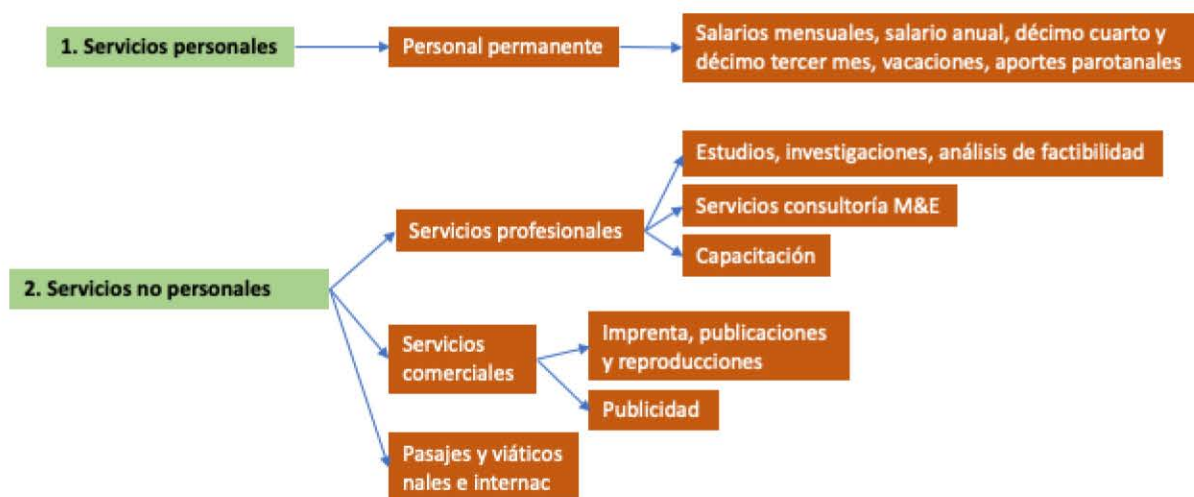 1. Servicios personales
Personal permanente
Salarios mensuales, salario anual, décimo cuarto y
décimo tercer mes, vacaciones, aportes parotanales
2. Servicios no personales
Servicios profesionales
Estudios, investigaciones, análisis de factibilidad
Servicios consultoría M&E
Capacitación
Servicios
comerciales
Imprenta, publicaciones
y reproducciones
Publicidad
Pasajes y viáticos
nales e internac